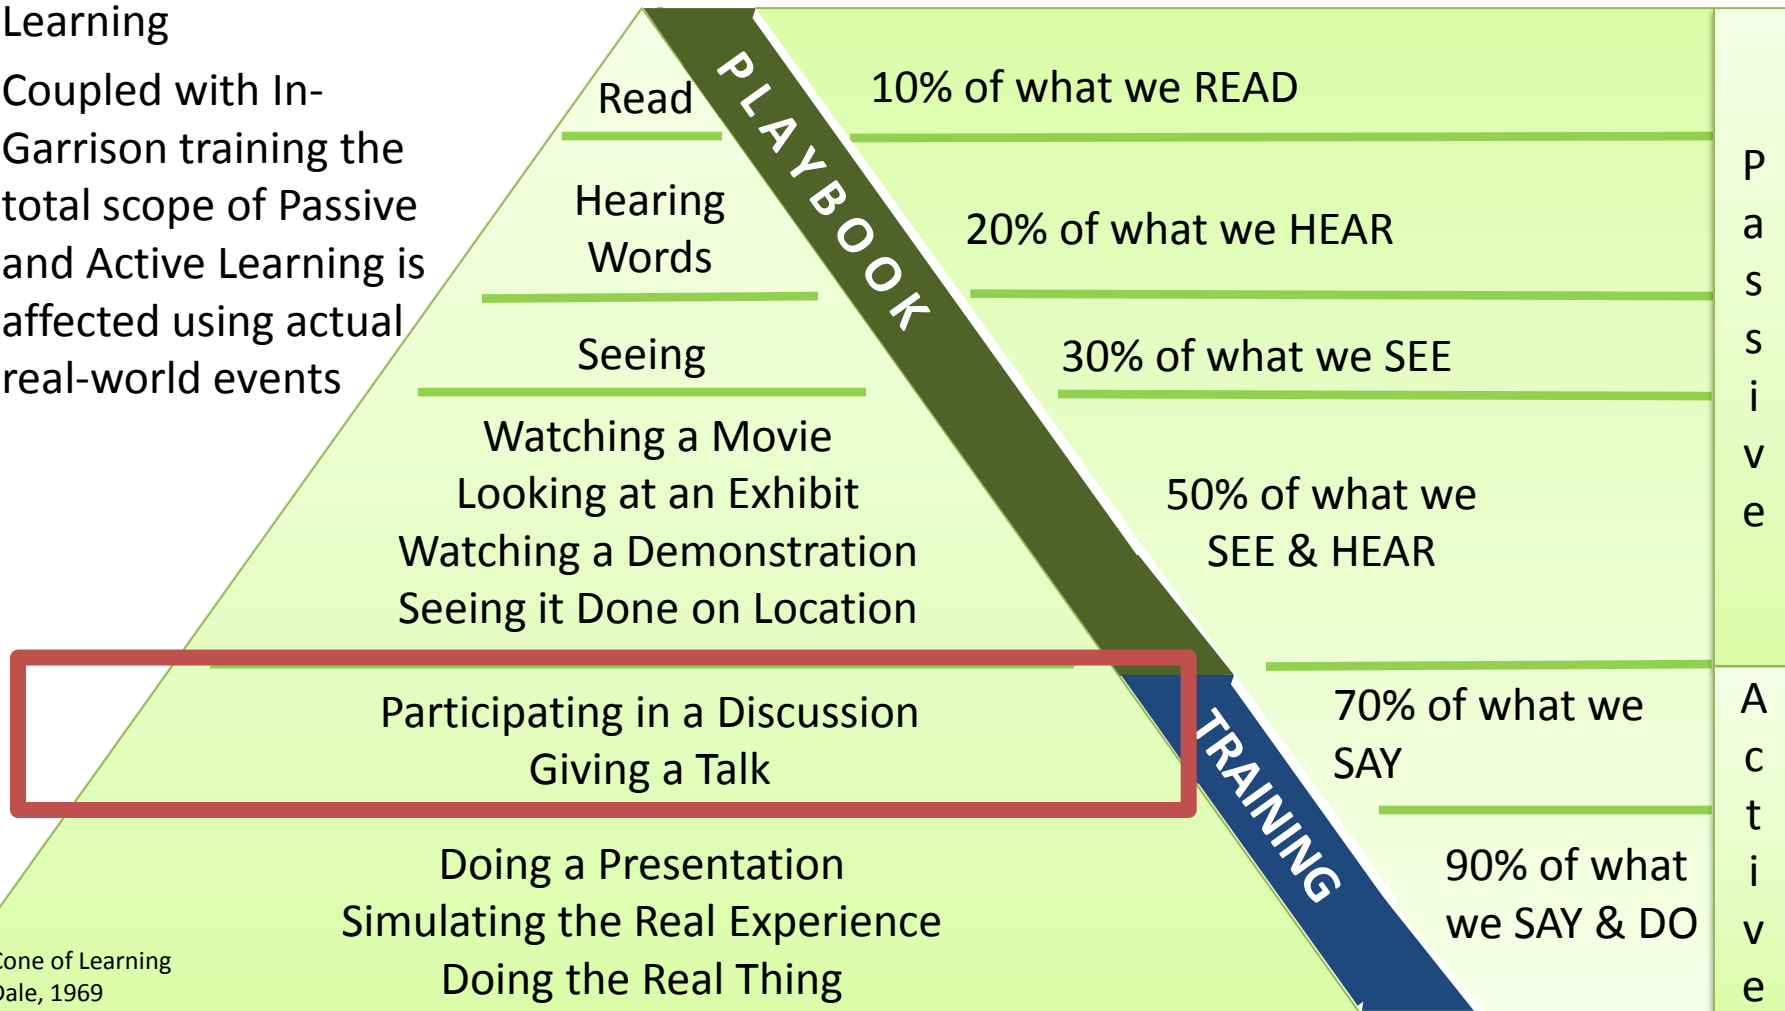 Learning
Coupled with In-
Garrison training the
total scope of Passive
and Active Learning is
affected using actual
real-world events
Read
Hearing
Words
Seeing
Watching a Movie
Looking at an Exhibit
Watching a Demonstration
Seeing it Done on Location
Participating in a Discussion
Giving a Talk
Doing a Presentation
Simulating the Real Experience
Doing the Real Thing
PLAYBOOK
TRAINING
10% of what we READ
20% of what we HEAR
30% of what we SEE
50% of what we
SEE & HEAR
70% of what we
SAY
90% of what
we SAY & DO
Passive
Active
Cone of Learning
Dale, 1969